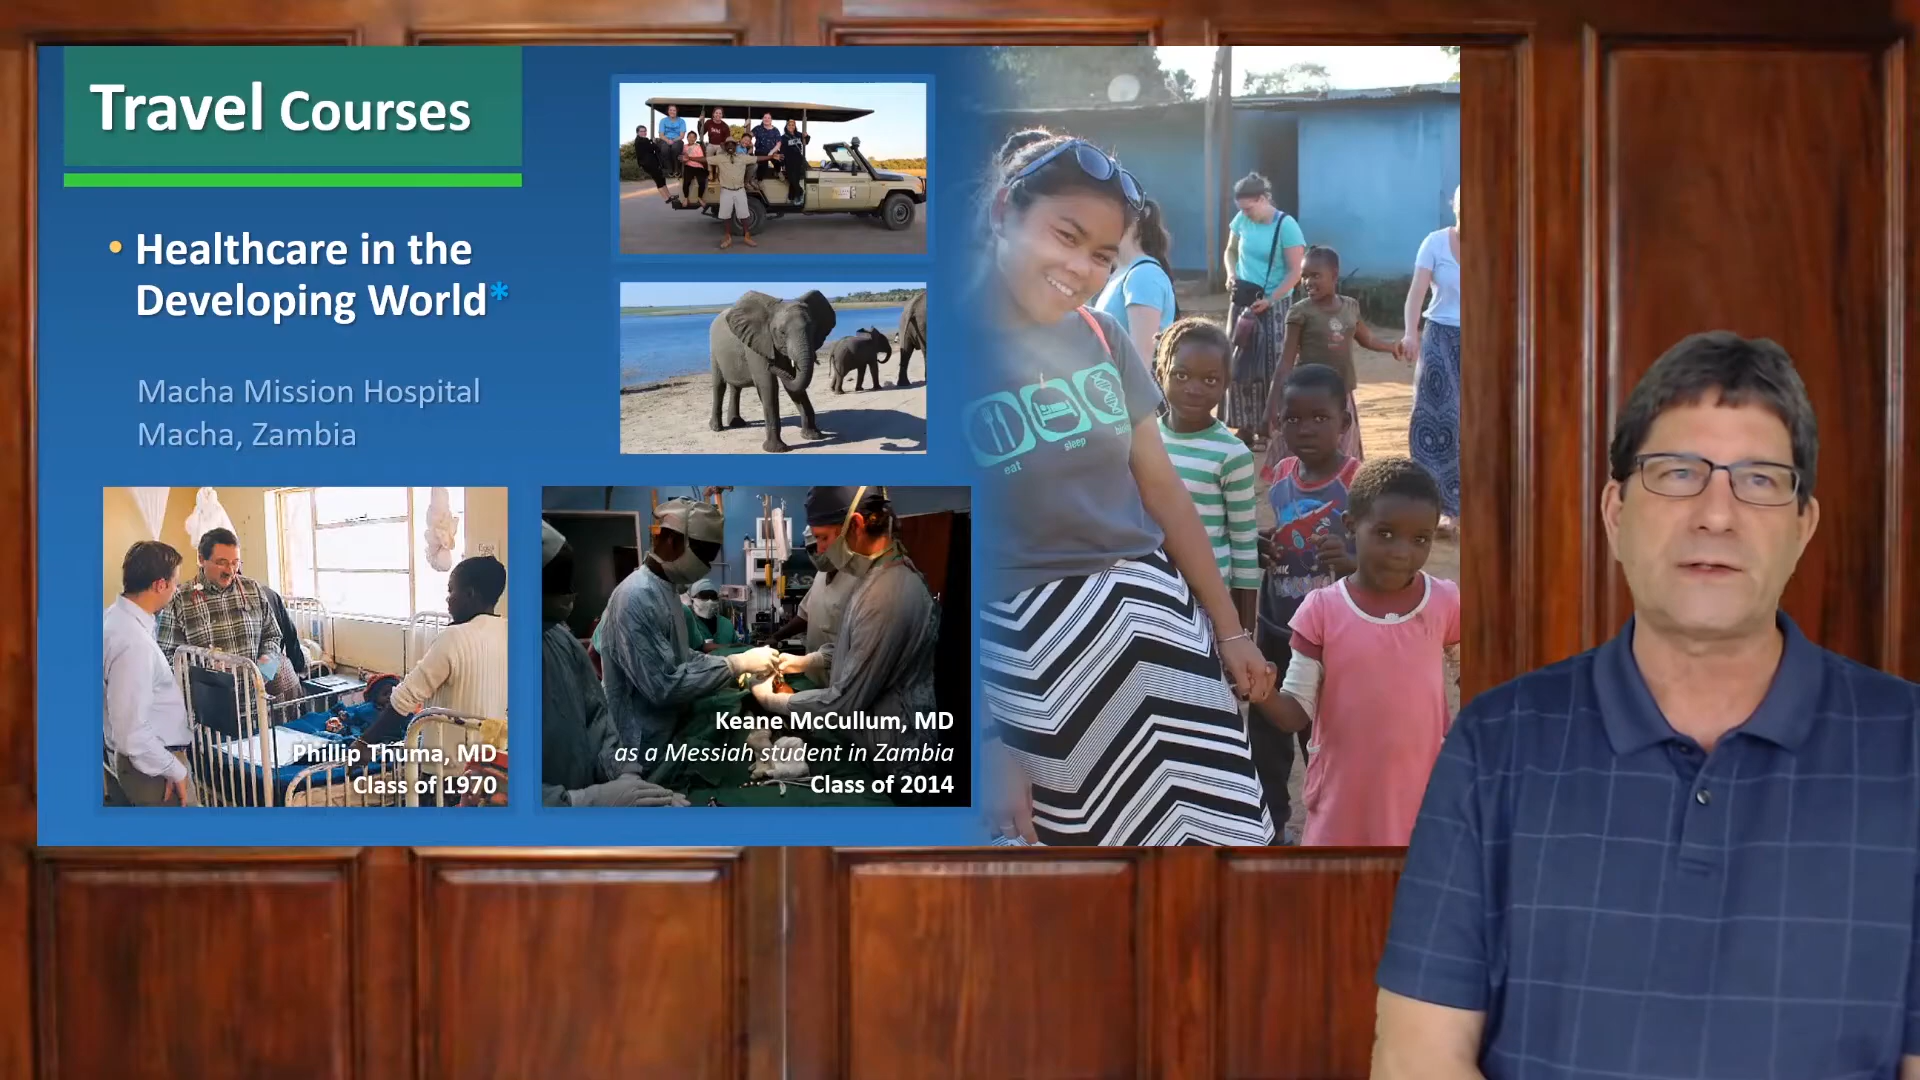 Travel Courses
• Healthcare in the
Developing World*
Macha Mission Hospital
Macha, Zambia
Phillip Thuma, MD
Class of 1970
Keane McCullum, MD
as a Messiah student in Zambia
Class of 2014
eat
sleep